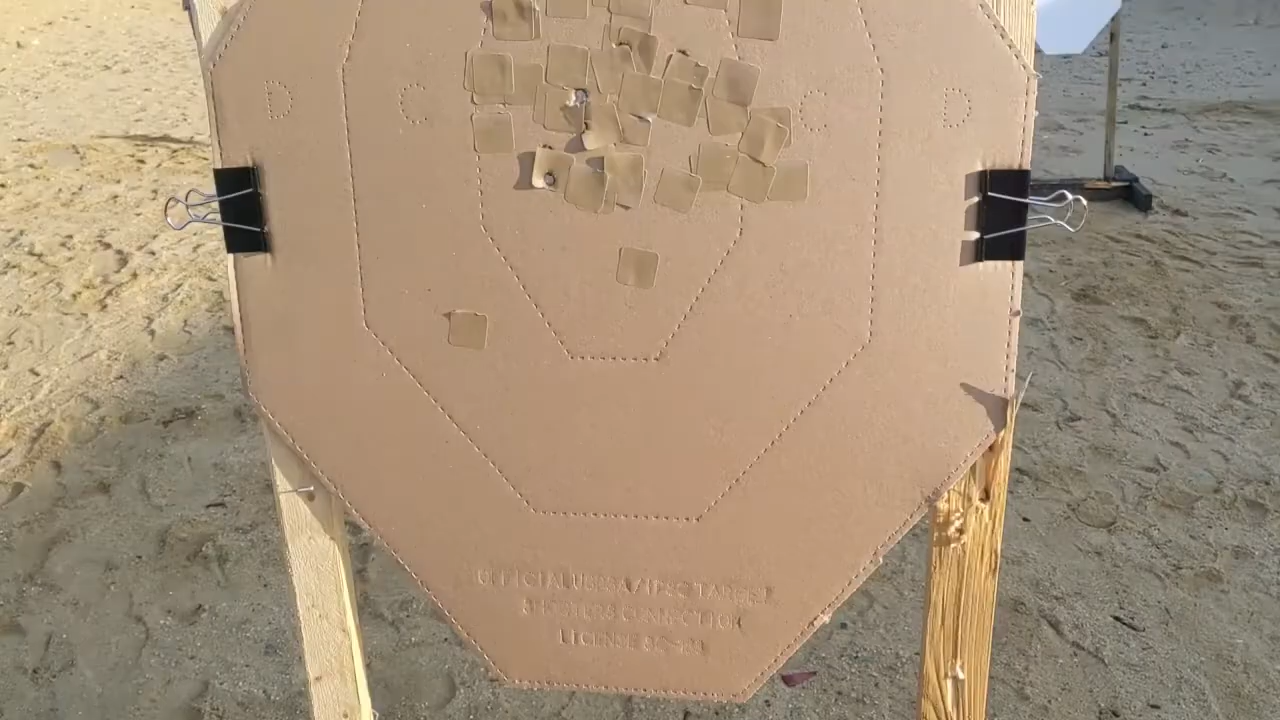 D C C D
OFFICIAL USPSA/IPSC TARGET
SHOOTERS CONNECTION
LICENSE